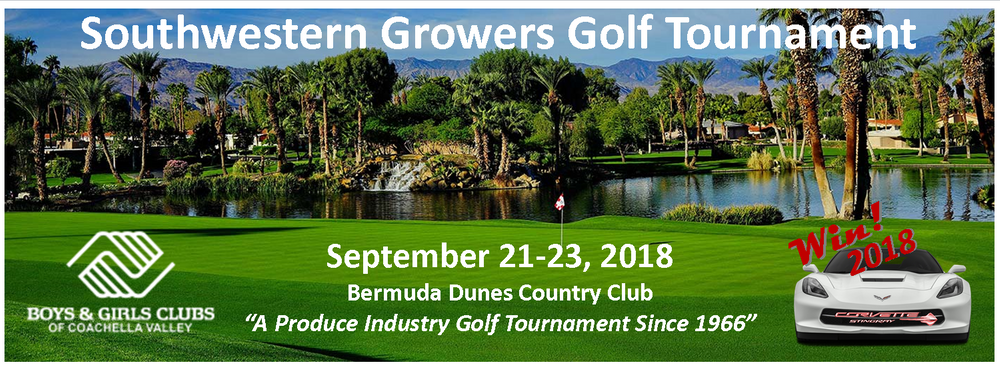 Southwestern Growers Golf Tournament
September 21-23, 2018
Bermuda Dunes Country Club
“A Produce Industry Golf Tournament Since 1966”
BOYS & GIRLS CLUBS
OF COACHELLA VALLEY
Win!
2018
CORVETTE
STINGRAY